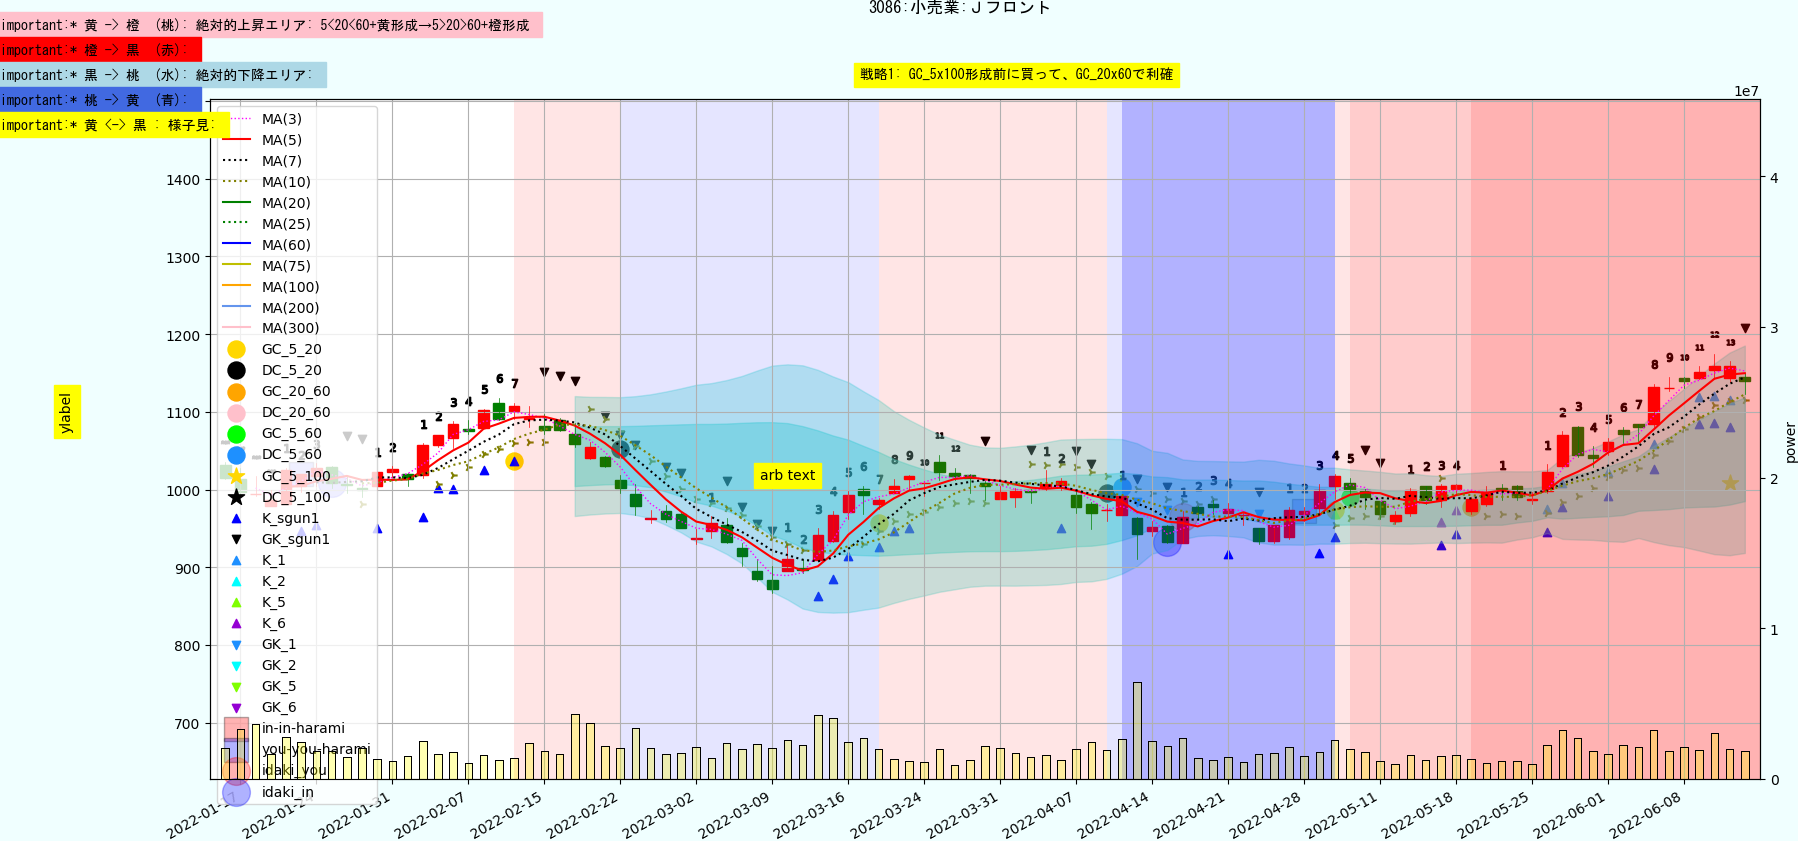 3086:小売業:Jフロント
important:* 黄 -> 橙 (桃): 絶対的上昇エリア: 5<20<60+黄形成→5>20>60+橙形成
important:* 橙 -> 黒 (赤):
important:* 黒 -> 桃 (水): 絶対的下降エリア:
戦略1: GC_5x100形成前に買って、GC_20x60で利確
important:* 桃 -> 黄 (青):
important:* 黄 <-> 黒 : 様子見:
1e7
MA(3)
MA(5)
MA(7)
MA(10)
MA(20)
MA(25)
MA(60)
MA(75)
MA(100)
MA(200)
MA(300)
GC_5_20
DC_5_20
GC_20_60
DC_20_60
GC_5_60
DC_5_60
GC_5_100
DC_5_100
K_sgun1
GK_sgun1
K_1
K_2
K_5
K_6
GK_1
GK_2
GK_5
GK_6
in-in-harami
you-you-harami
idaki_you
idaki_in
1400
1300
1200
1100
1000
900
800
700
ylabel
arb text
4
3
2
1
0
power
2022-01-31
2022-02-07
2022-02-15
2022-02-22
2022-03-02
2022-03-09
2022-03-16
2022-03-24
2022-03-31
2022-04-07
2022-04-14
2022-04-21
2022-04-28
2022-05-11
2022-05-18
2022-05-25
2022-06-01
2022-06-08